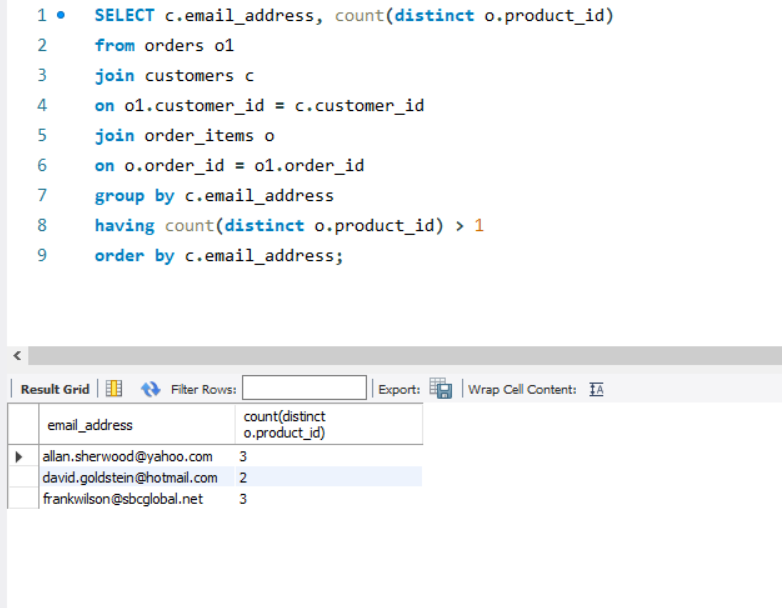 1 SELECT c.email_address, count(distinct o.product_id)
2 from orders o1
3 join customers c
4 on o1.customer_id = c.customer_id
5 join order_items o
6 on o.order_id = o1.order_id
7 group by c.email_address
8 having count(distinct o.product_id) > 1
9 order by c.email_address;
Result Grid Filter Rows: Export: Wrap Cell Content:
email_address count(distinct
o.product_id)
allan.sherwood@yahoo.com 3
david.goldstein@hotmail.com 2
frankwilson@sbcglobal.net 3